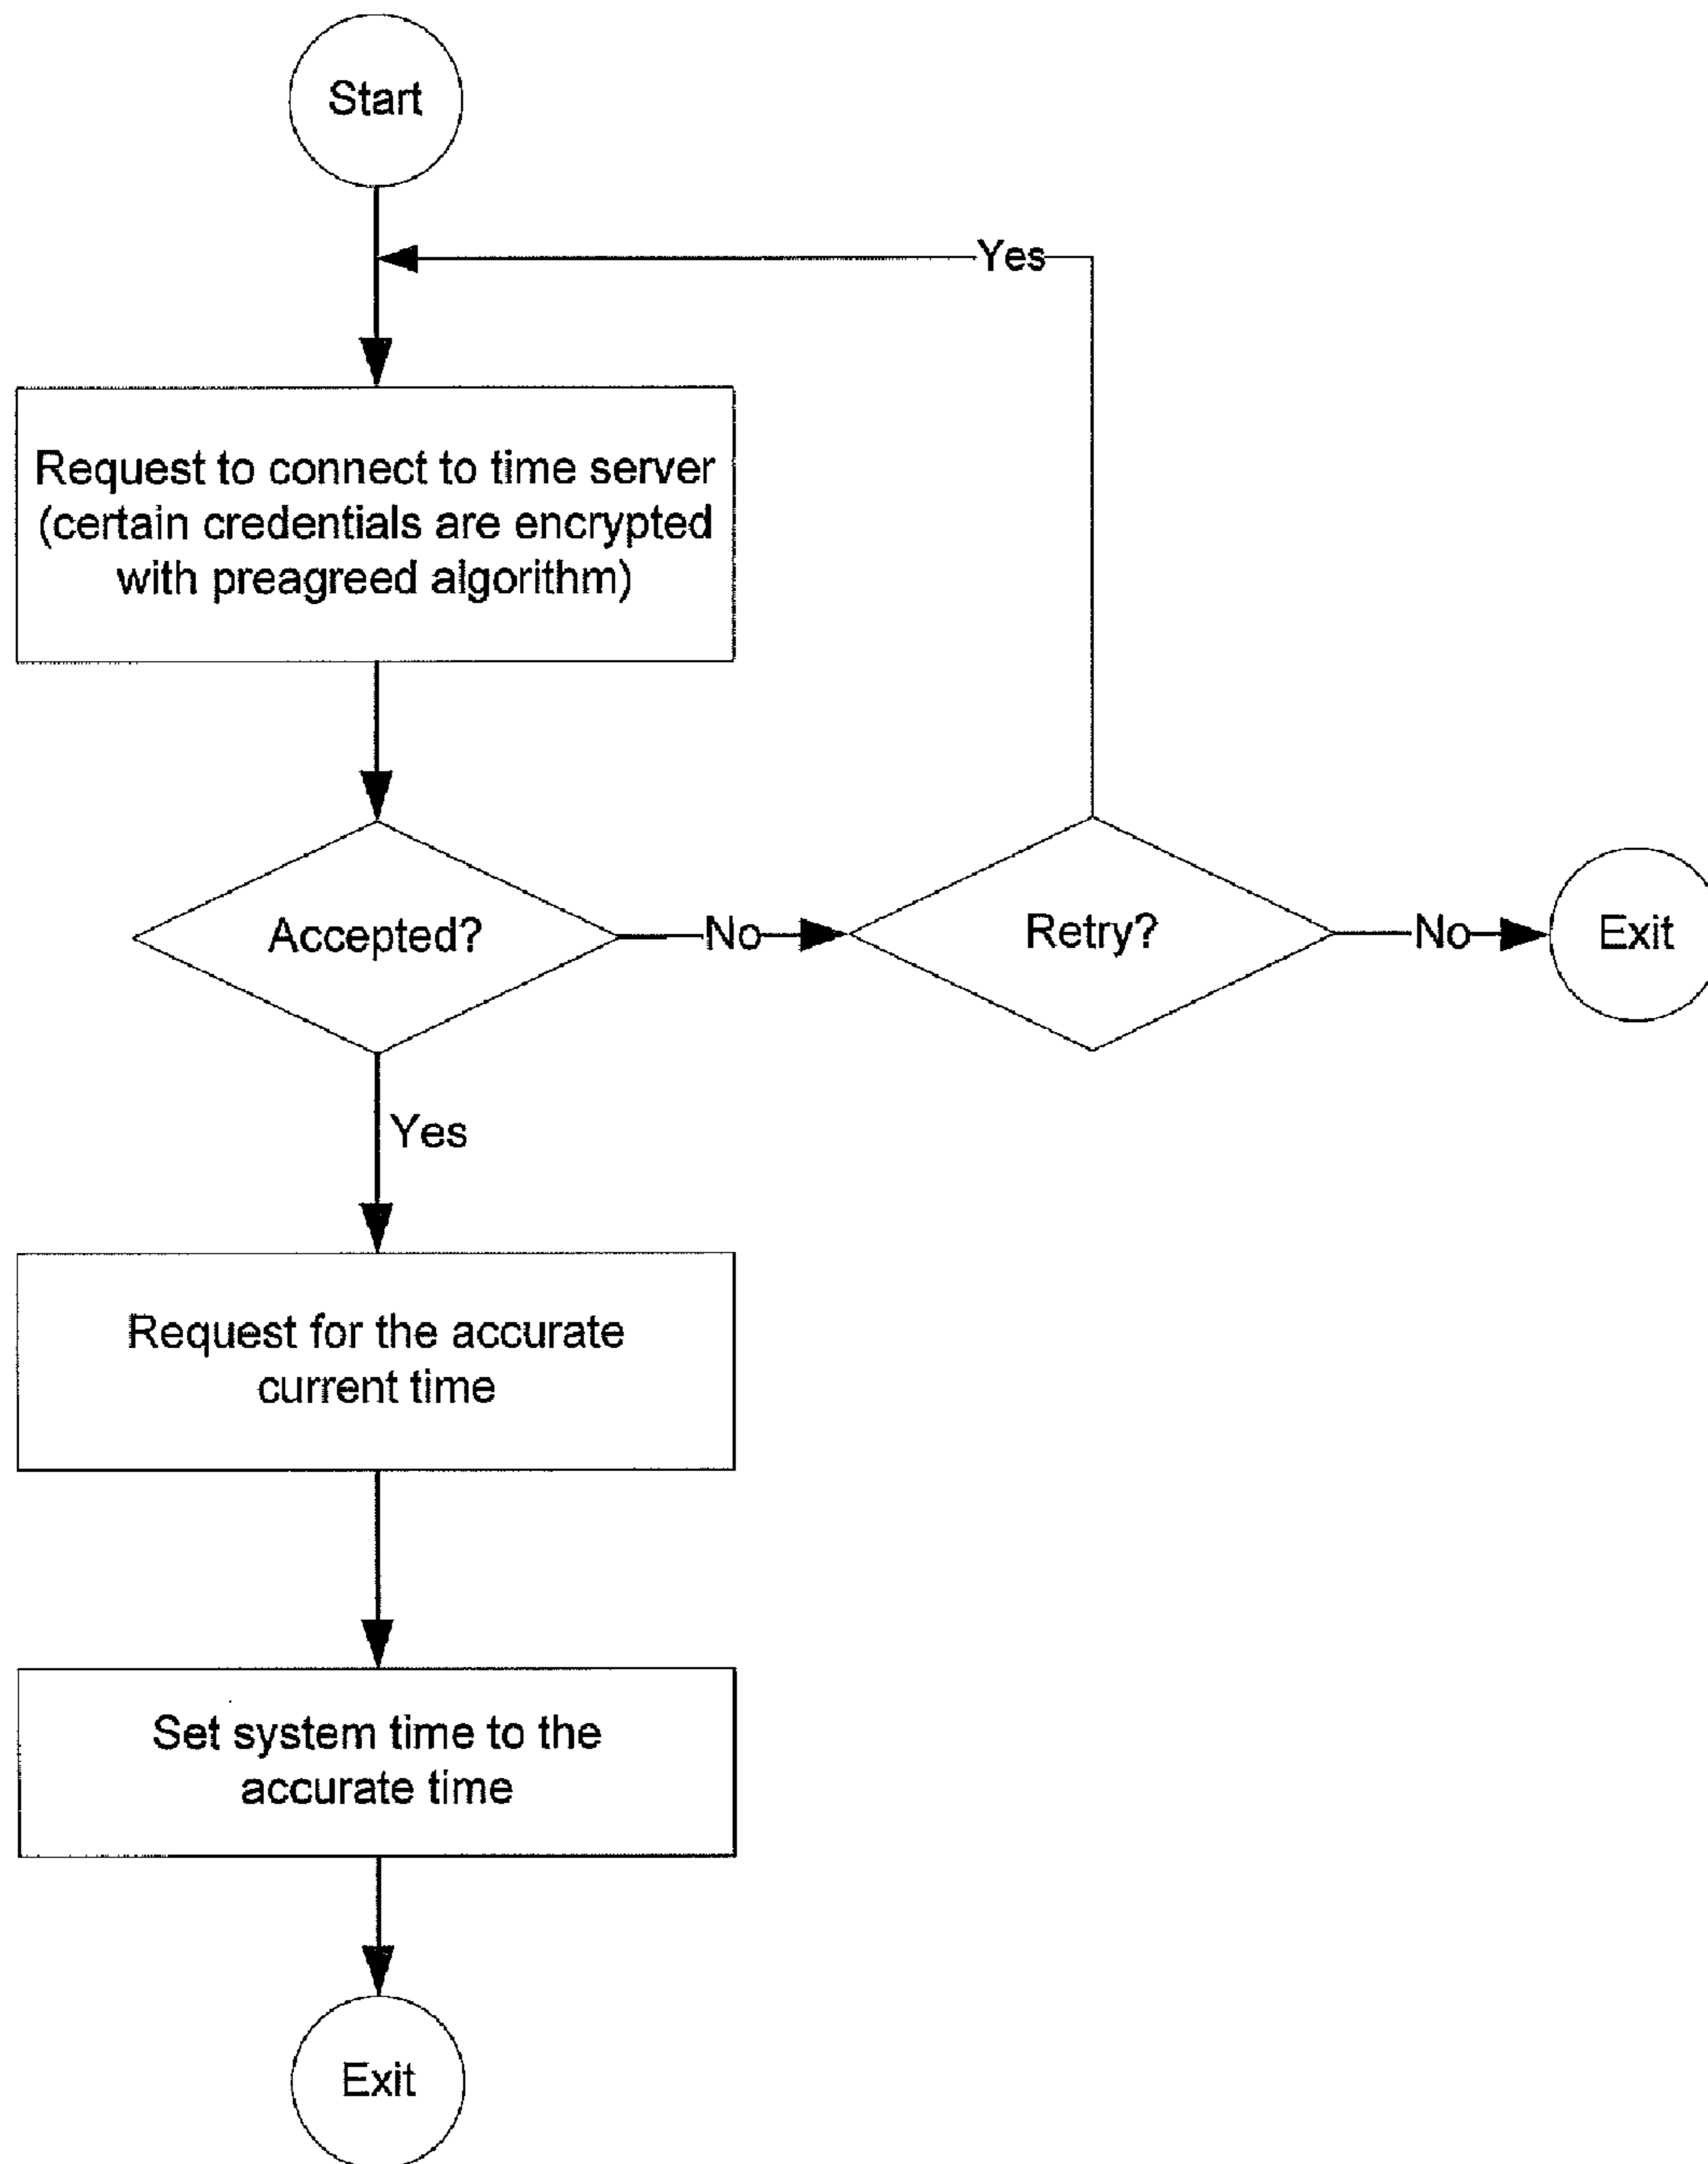 Start
Yes
Request to connect to time server
(certain credentials are encrypted
with preagreed algorithm)
Accepted?
No
Retry?
No
Exit
Yes
Request for the accurate
current time
Set system time to the
accurate time
Exit